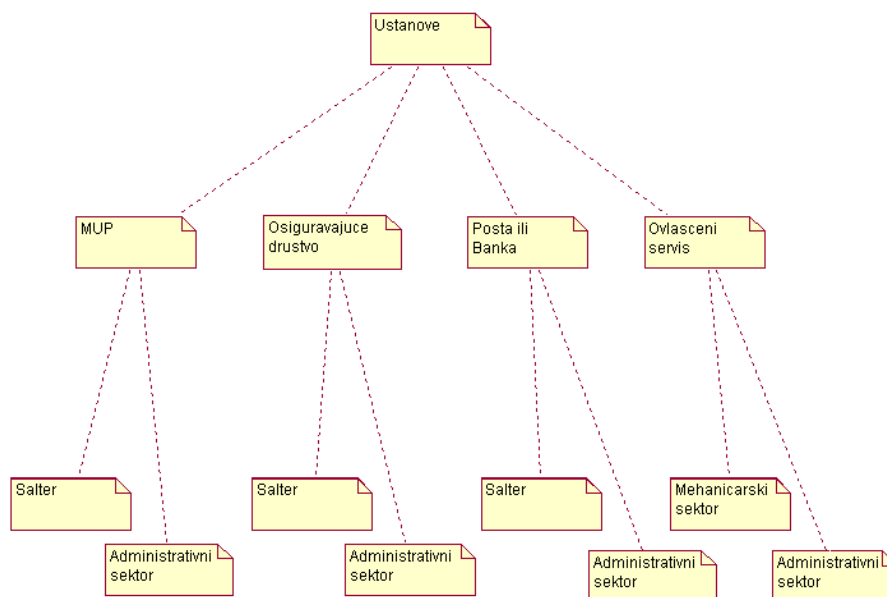 Ustanove
MUP
Osiguravajuce
drustvo
Posta ili
Banka
Ovlasceni
servis
Salter
Salter
Salter
Mehanicarski
sektor
Administrativni
sektor
Administrativni
sektor
Administrativni
sektor
Administrativni
sektor